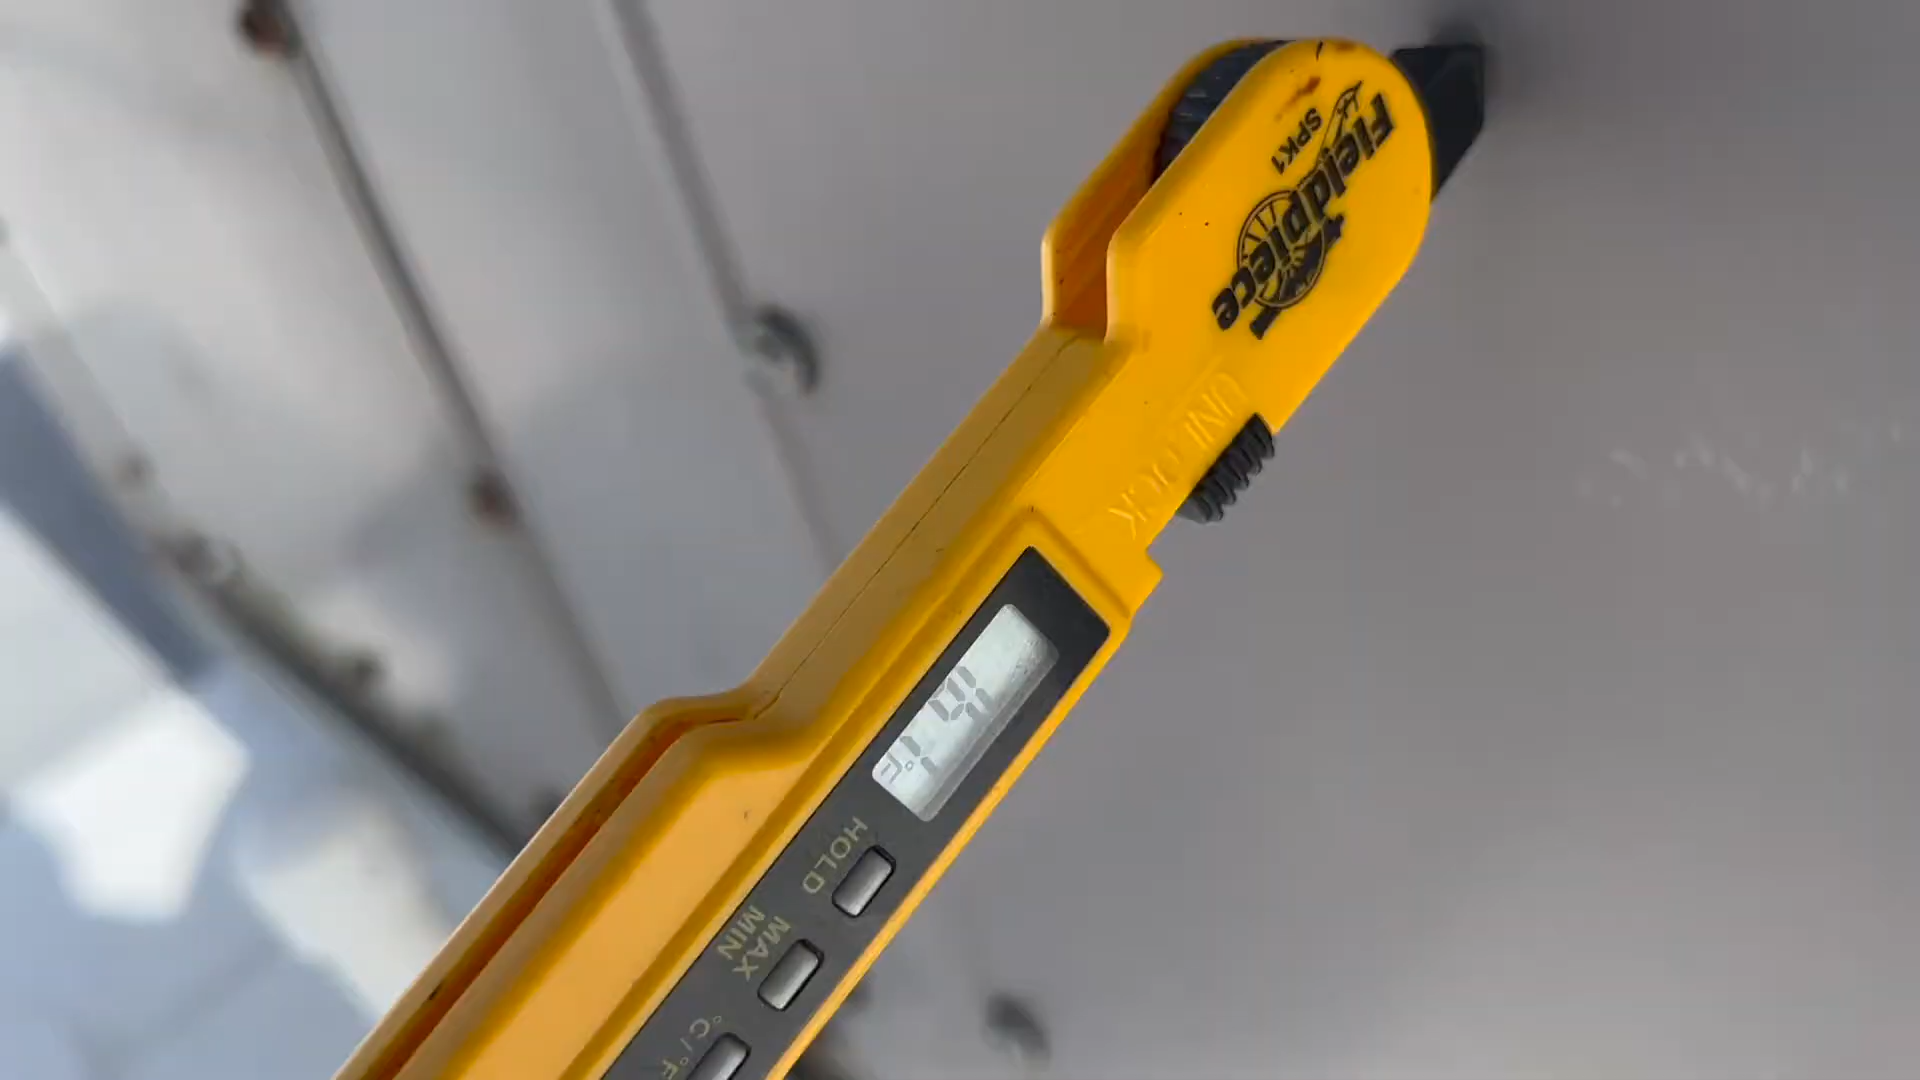 Fieldpiece
SPK1
UNLOCK
°F
HOLD
MAX
MIN
°C/°F